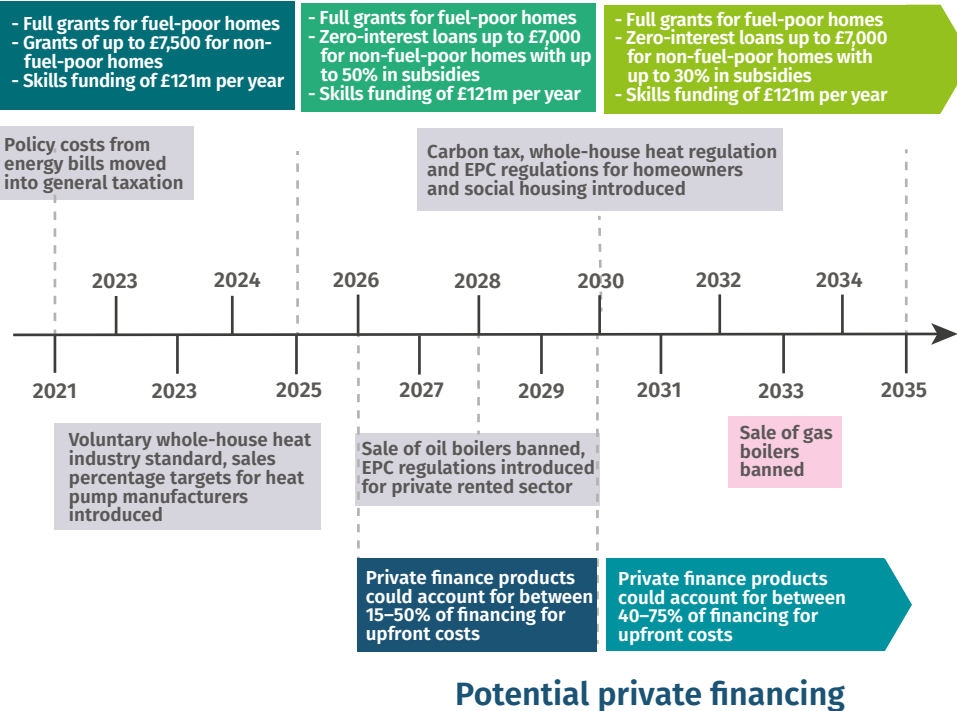 - Full grants for fuel-poor homes
- Grants of up to £7,500 for non-
fuel-poor homes
- Skills funding of £121m per year
- Full grants for fuel-poor homes
- Zero-interest loans up to £7,000
for non-fuel-poor homes with up
to 50% in subsidies
- Skills funding of £121m per year
- Full grants for fuel-poor homes
- Zero-interest loans up to £7,000
for non-fuel-poor homes with
up to 30% in subsidies
- Skills funding of £121m per year
Policy costs from
energy bills moved
into general taxation
Carbon tax, whole-house heat regulation
and EPC regulations for homeowners
and social housing introduced
2023
2024
2026
2028
2030
2032
2034
2021
2023
2025
2027
2029
2031
2033
2035
Voluntary whole-house heat
industry standard, sales
percentage targets for heat
pump manufacturers
introduced
Sale of oil boilers banned,
EPC regulations introduced
for private rented sector
Sale of gas
boilers
banned
Private finance products
could account for between
15–50% of financing for
upfront costs
Private finance products
could account for between
40–75% of financing for
upfront costs
Potential private financing